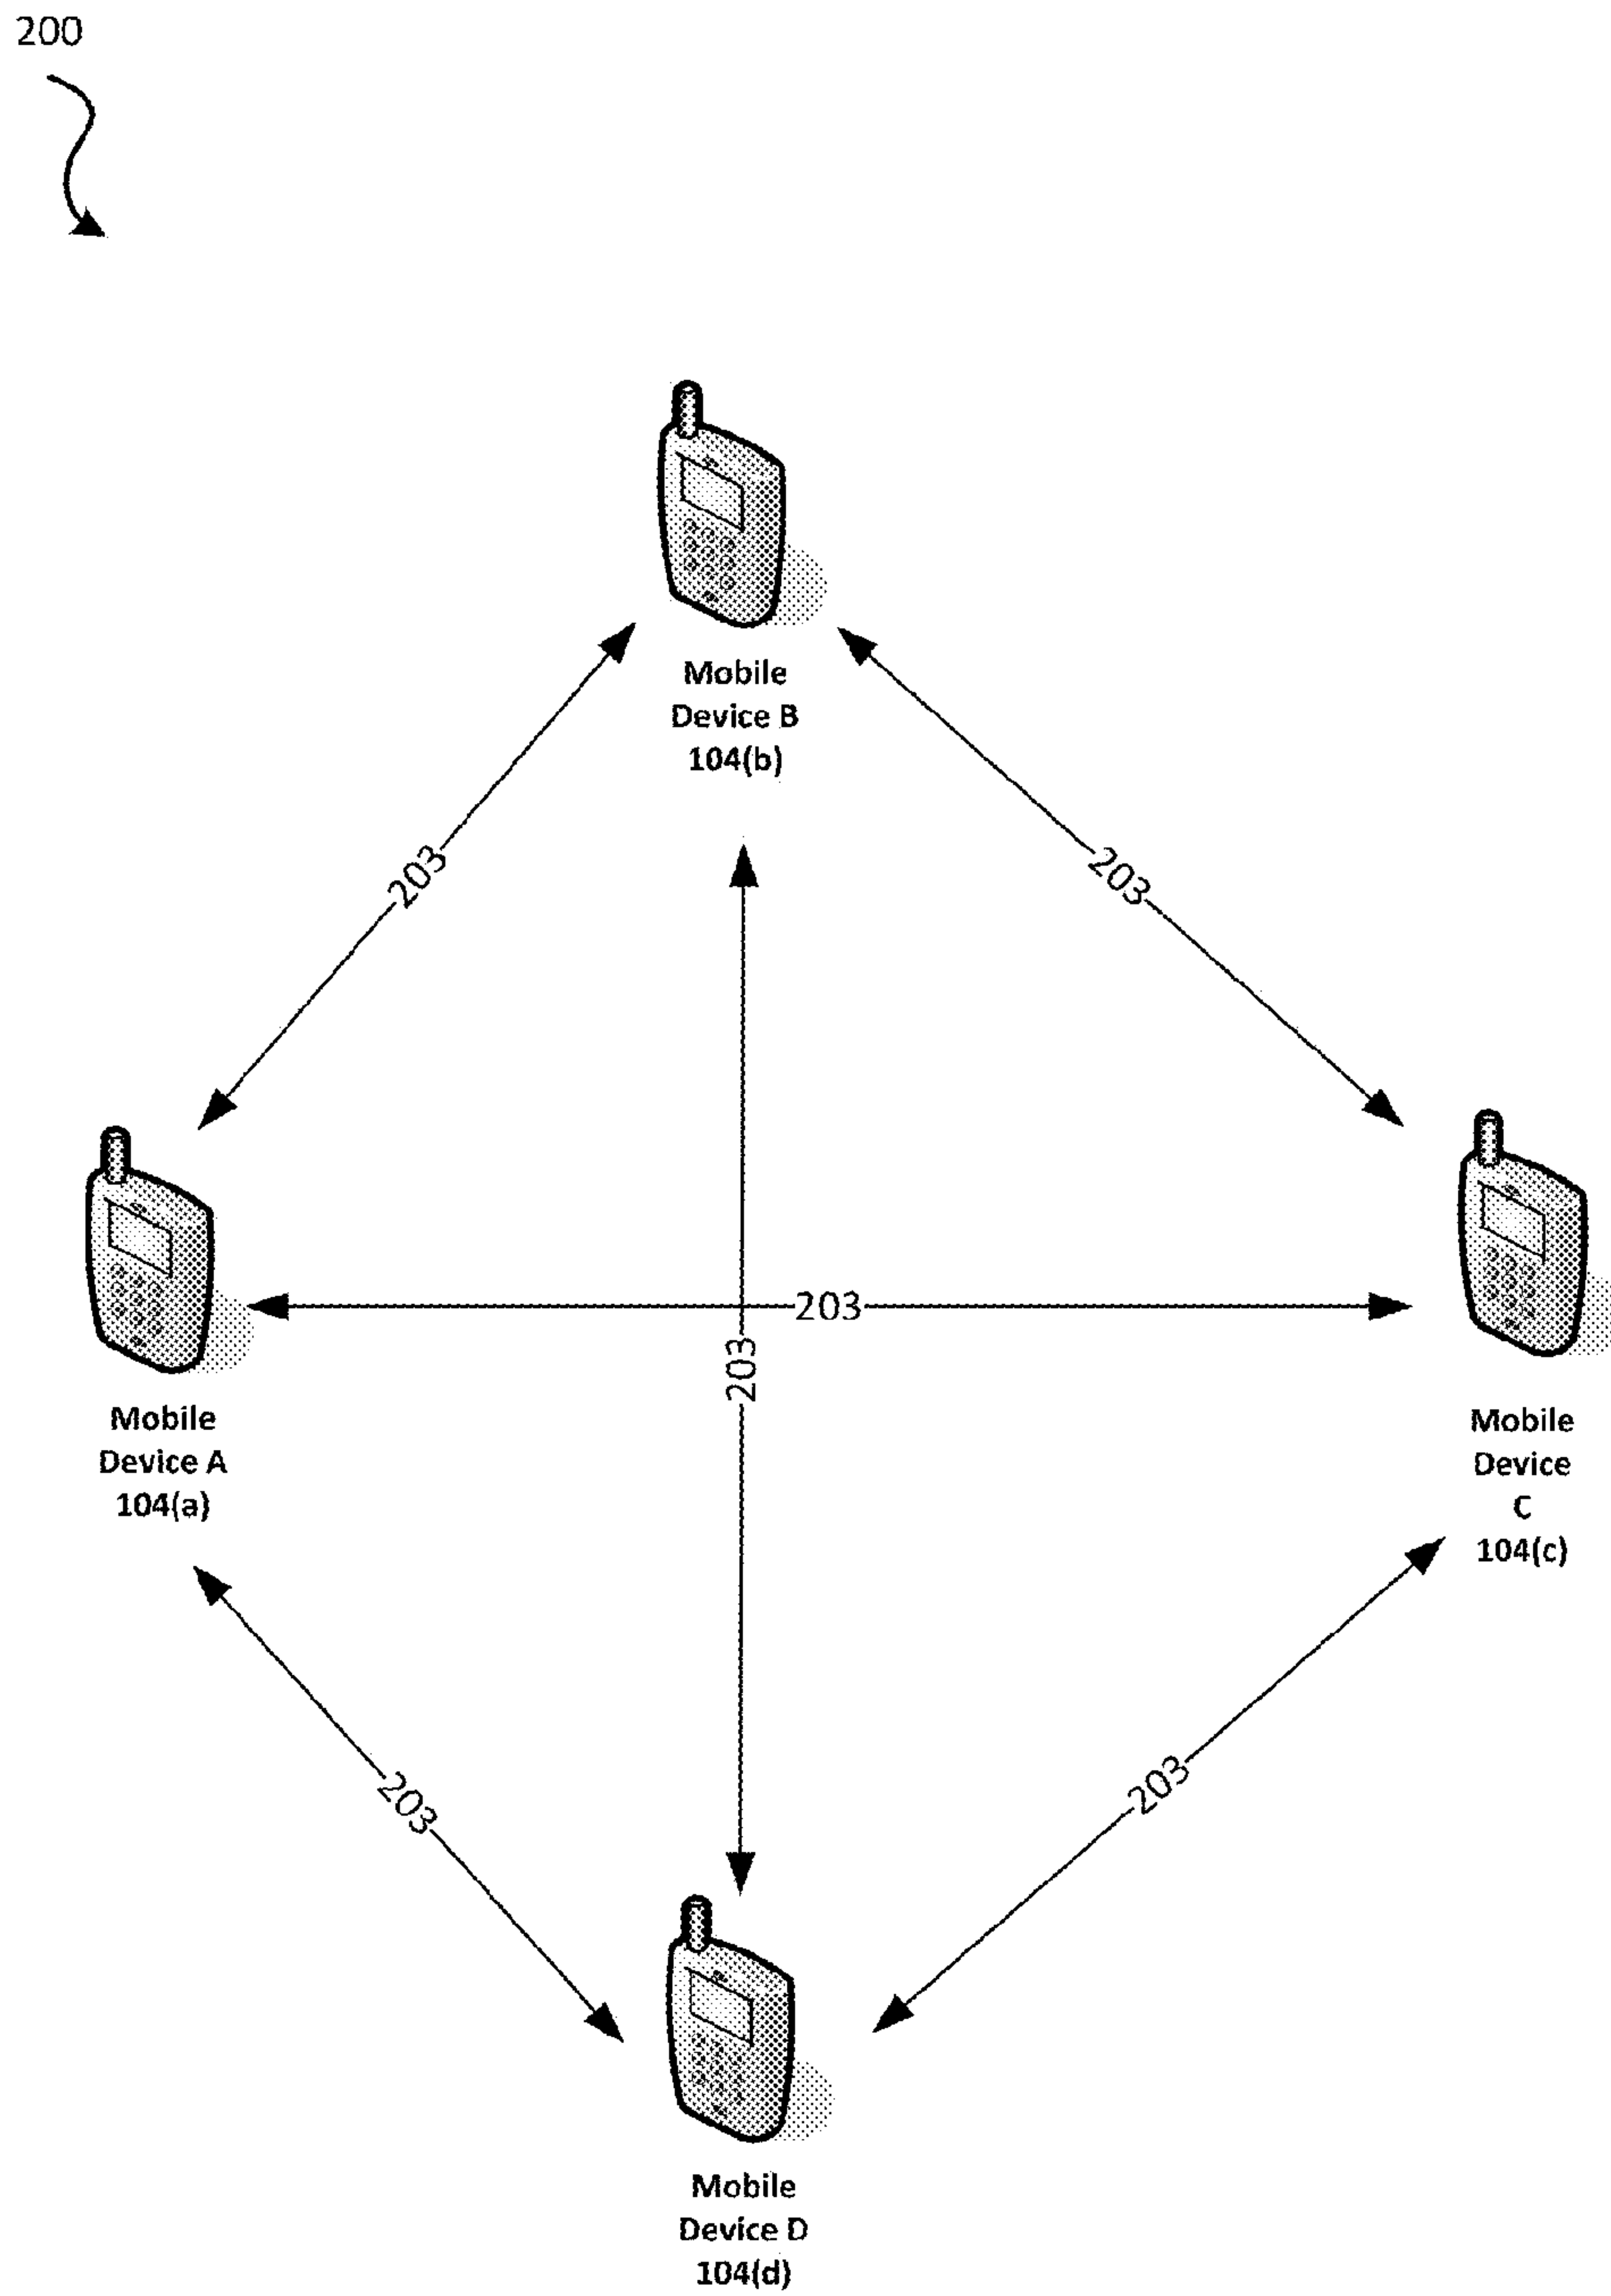 200
Mobile
Device B
104(b)
203
203
203
203
Mobile
Device A
104(a)
Mobile
Device
C
104(c)
203
203
Mobile
Device D
104(d)